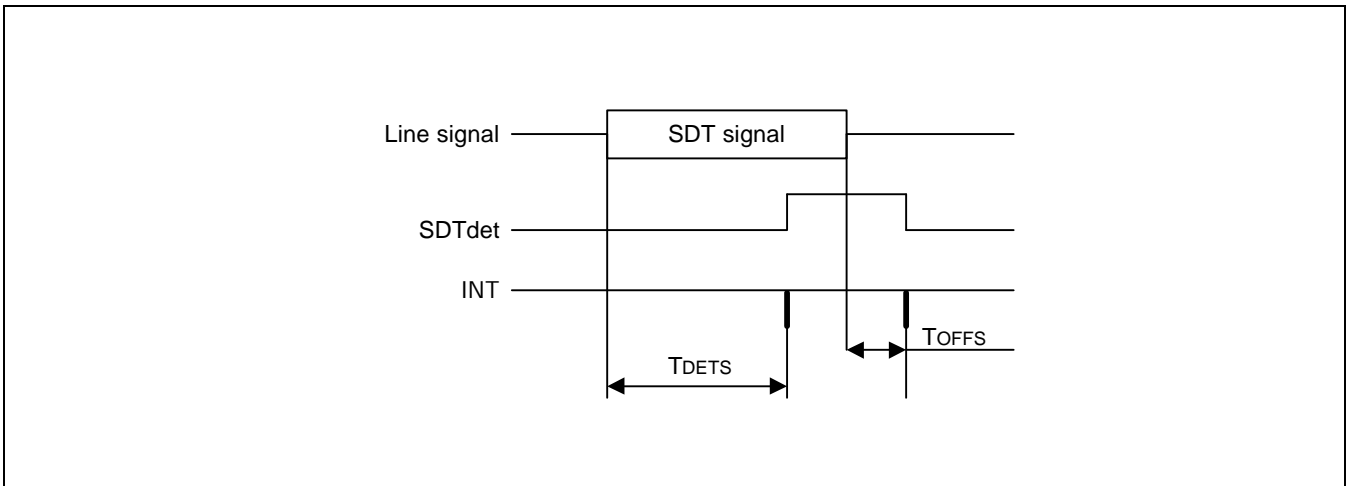 Line signal
SDT signal
SDTdet
INT
TOFFS
TDETS